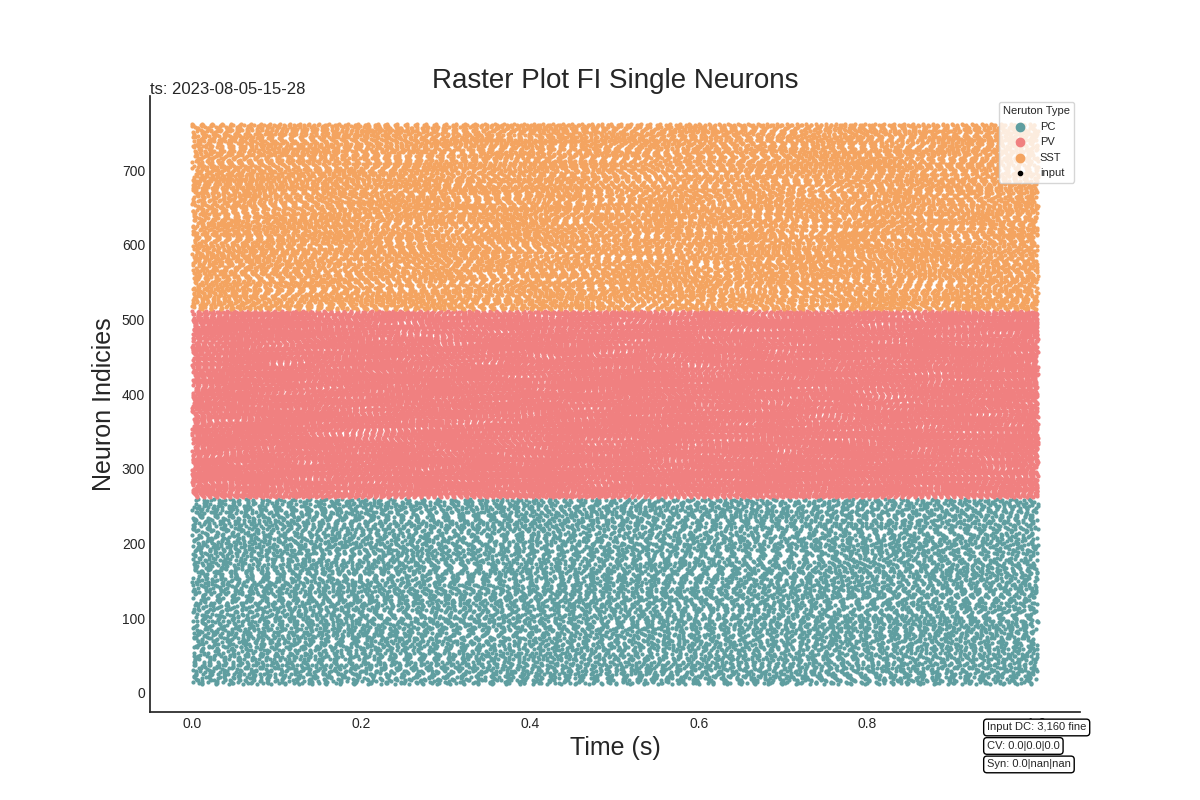 Raster Plot FI Single Neurons
ts: 2023-08-05-15-28
Neruton Type
PC
PV
SST
input
Neuron Indicies
700
600
500
400
300
200
100
0
0.0 0.2 0.4 0.6 0.8
Time (s)
Input DC: 3,160 fine
CV: 0.0|0.0|0.0
Syn: 0.0|nan|nan